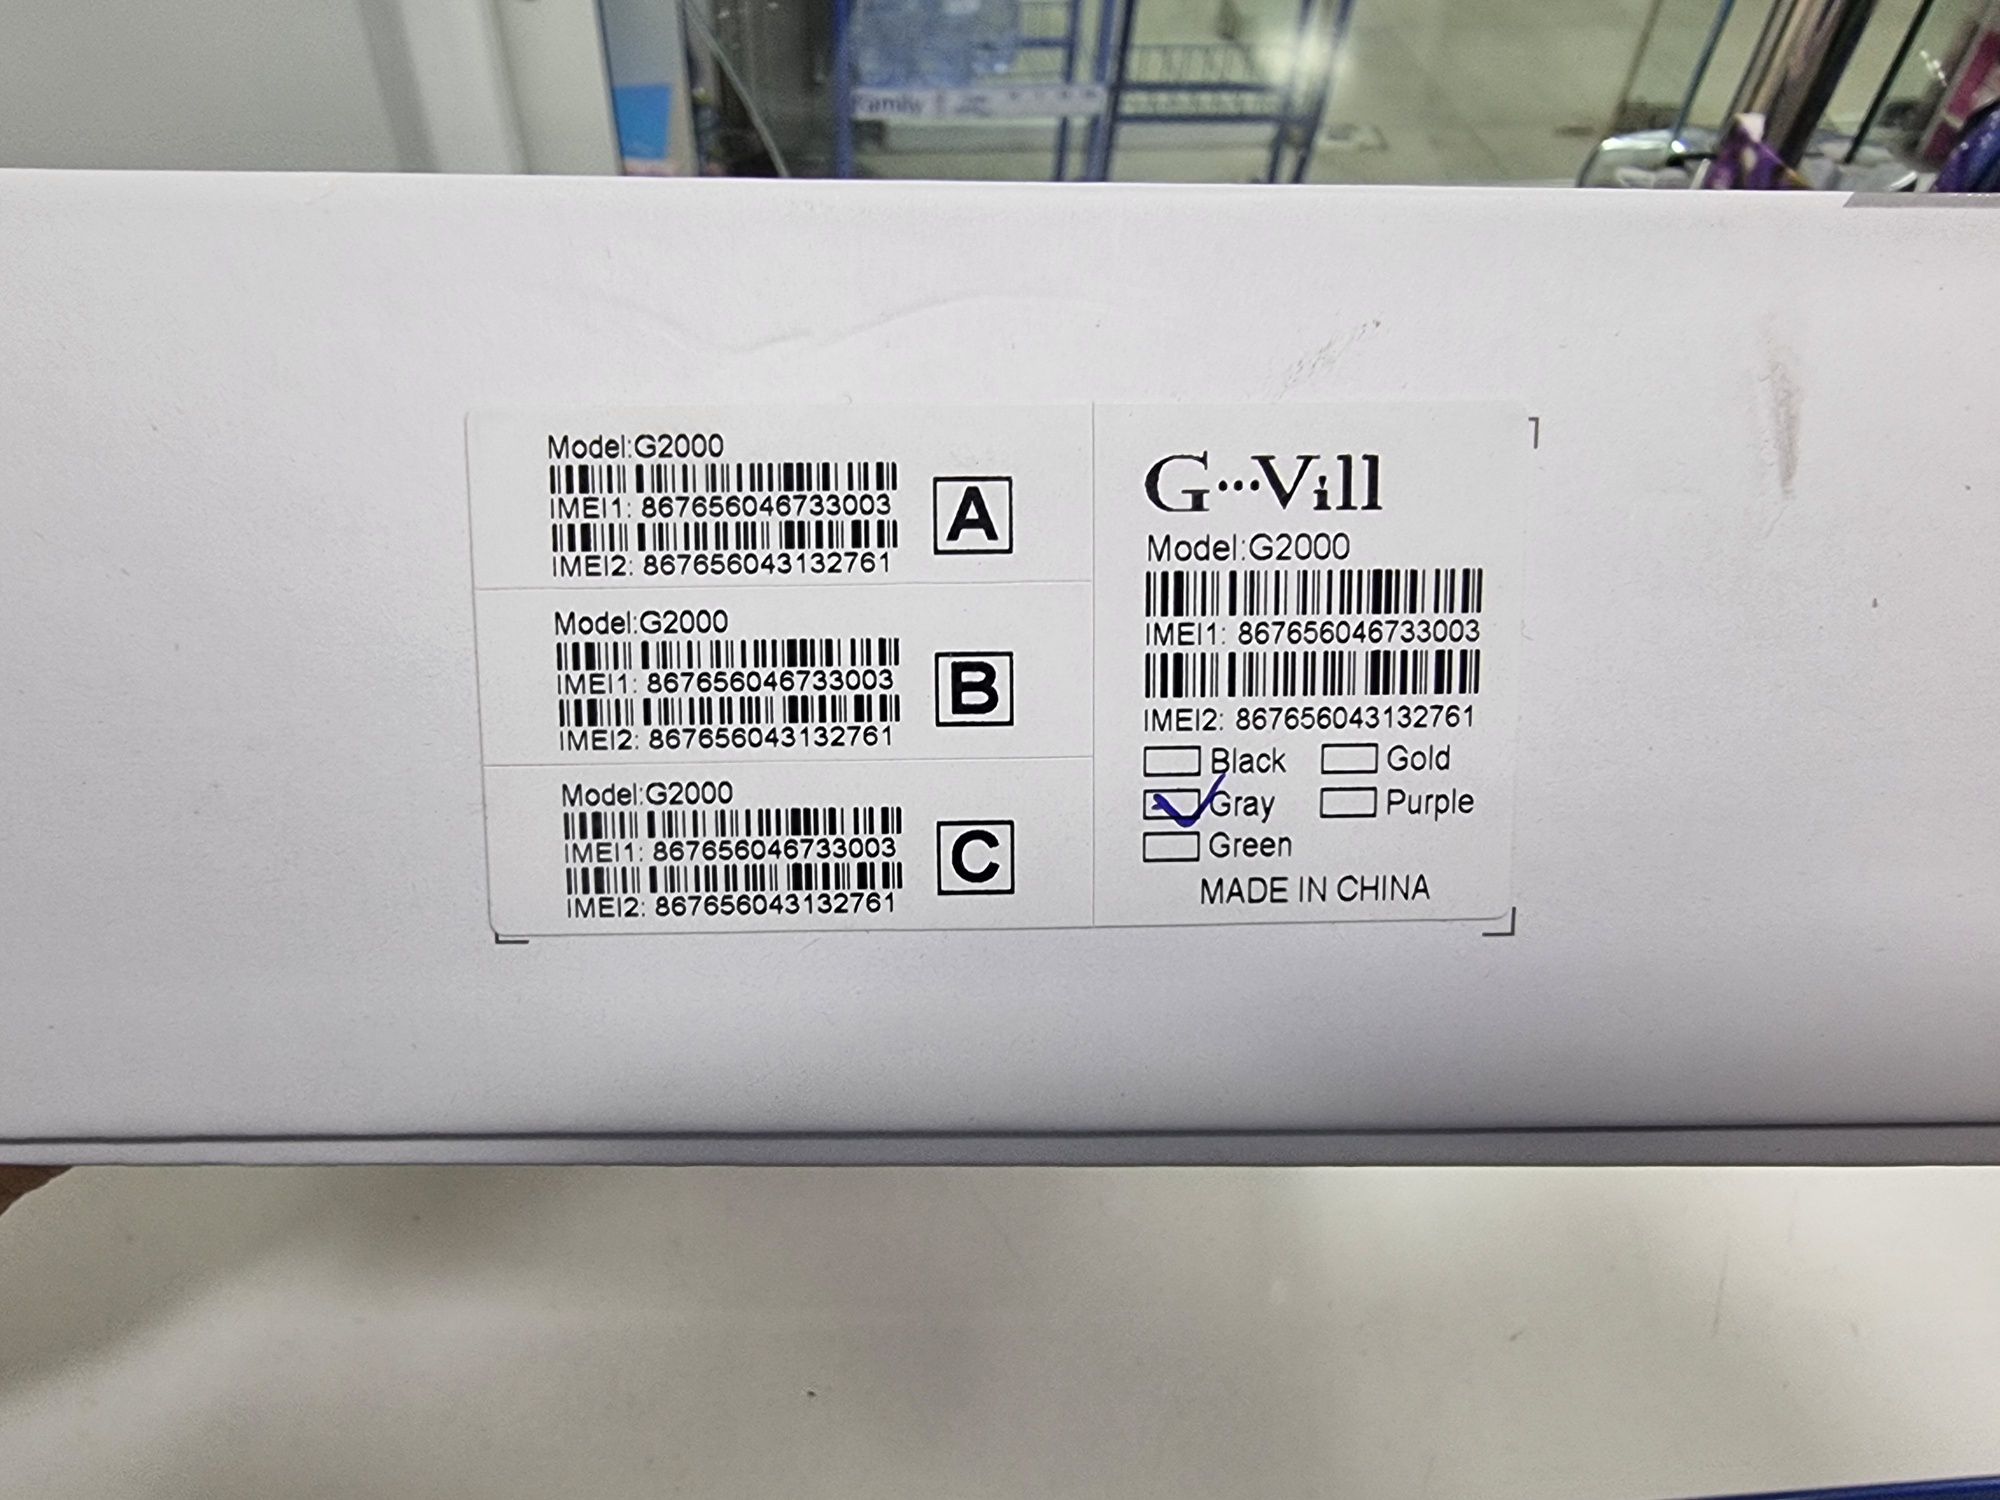 Family
Model:G2000
IMEI1: 867656046733003
IMEI2: 867656043132761
A
Model:G2000
IMEI1: 867656046733003
IMEI2: 867656043132761
B
Model:G2000
IMEI1: 867656046733003
IMEI2: 867656043132761
C
G···Vill
Model:G2000
IMEI1: 867656046733003
IMEI2: 867656043132761
Black Gold
Gray Purple
Green
MADE IN CHINA